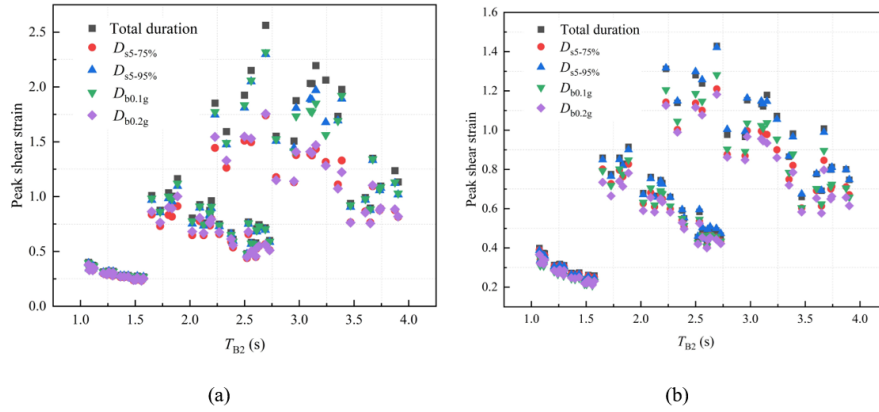 Total duration
Ds5-75%
Ds5-95%
Db0.1g
Db0.2g
Peak shear strain
2.5
2.0
1.5
1.0
0.5
0.0
1.0 1.5 2.0 2.5 3.0 3.5 4.0
TB2 (s)
(a)
Total duration
Ds5-75%
Ds5-95%
Db0.1g
Db0.2g
Peak shear strain
1.6
1.4
1.2
1.0
0.8
0.6
0.4
0.2
1.0 1.5 2.0 2.5 3.0 3.5 4.0
TB2 (s)
(b)